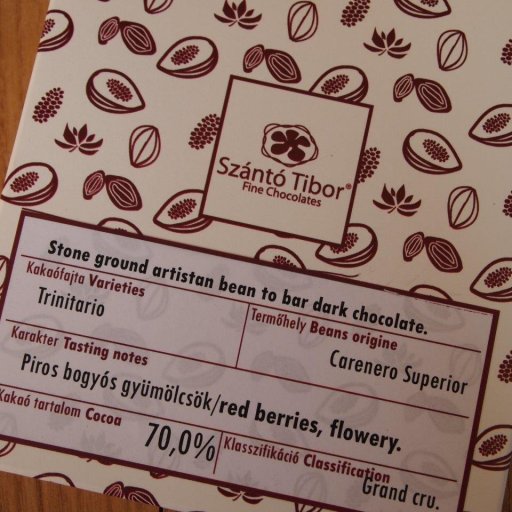 Szántó Tibor®
Fine Chocolates
Stone ground artistan bean to bar dark chocolate.
Kakaófajta Varieties
Trinitario
Termőhely Beans origine
Carenero Superior
Karakter Tasting notes
Piros bogyós gyümölcsök/red berries, flowery.
Kakaó tartalom Cocoa
70,0%
Klasszifikáció Classification
Grand cru.